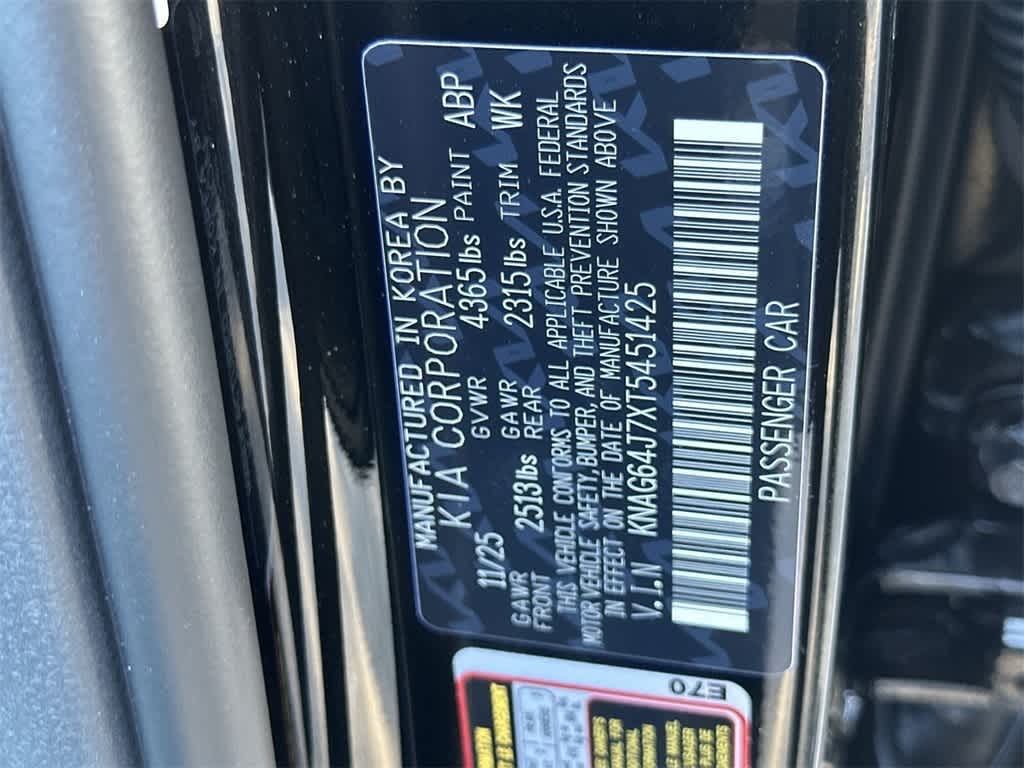 MANUFACTURED IN KOREA BY
KIA CORPORATION
11/25 GVWR 4365lbs PAINT ABP
GAWR FRONT 2513lbs GAWR REAR 2315lbs TRIM WK
THIS VEHICLE CONFORMS TO ALL APPLICABLE U.S.A. FEDERAL
MOTOR VEHICLE SAFETY, BUMPER, AND THEFT PREVENTION STANDARDS
IN EFFECT ON THE DATE OF MANUFACTURE SHOWN ABOVE
V.I.N KNAG64J7XT5451425
PASSENGER CAR
E70